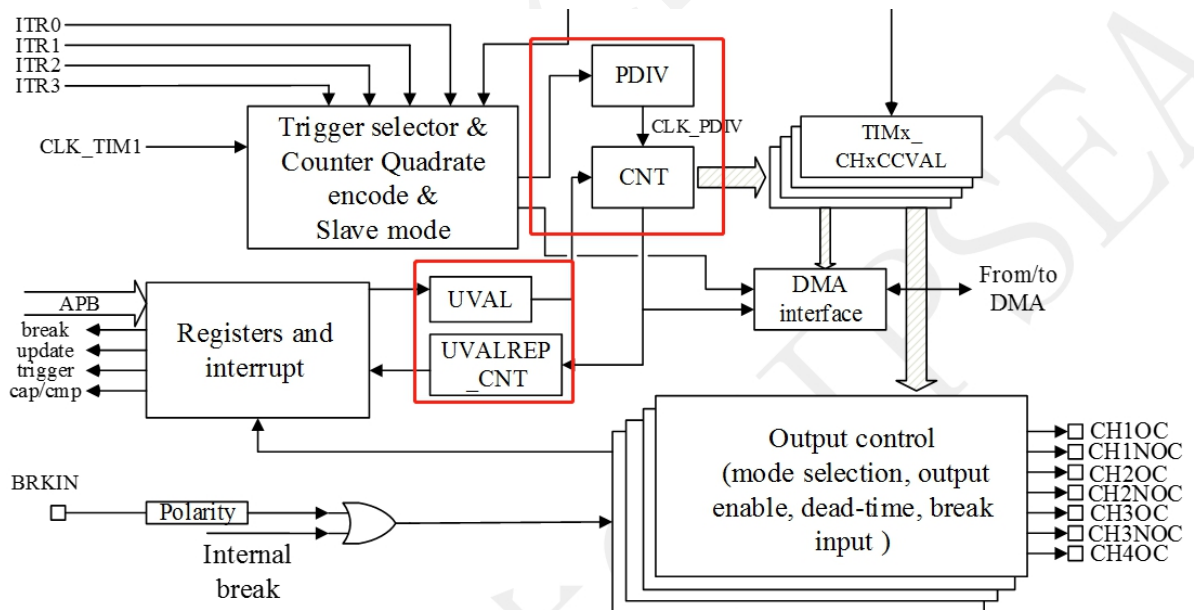 ITR0
ITR1
ITR2
ITR3
CLK_TIM1
Trigger selector &
Counter Quadrate
encode &
Slave mode
PDIV
CLK_PDIV
CNT
TIMx_
CHxCCVAL
DMA
interface
From/to
DMA
APB
break
update
trigger
cap/cmp
Registers and
interrupt
UVAL
UVALREP
_CNT
Output control
(mode selection, output
enable, dead-time, break
input )
CH1OC
CH1NOC
CH2OC
CH2NOC
CH3OC
CH3NOC
CH4OC
BRKIN
Polarity
Internal
break